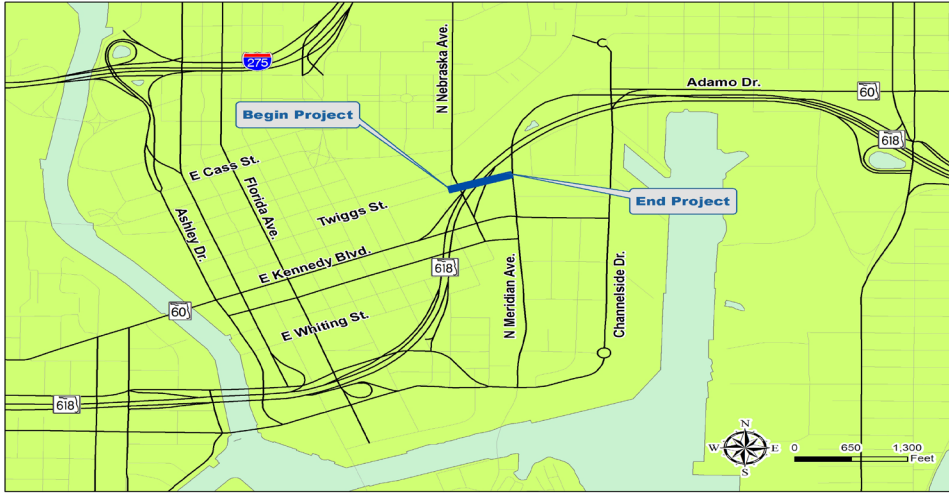 275
N Nebraska Ave.
Adamo Dr.
60
Begin Project
618
E Cass St.
Florida Ave.
End Project
Twiggs St.
Ashley Dr.
E Kennedy Blvd.
618
N Meridian Ave.
Channelside Dr.
60
E Whiting St.
618
N
W E
S
0 650 1,300
Feet